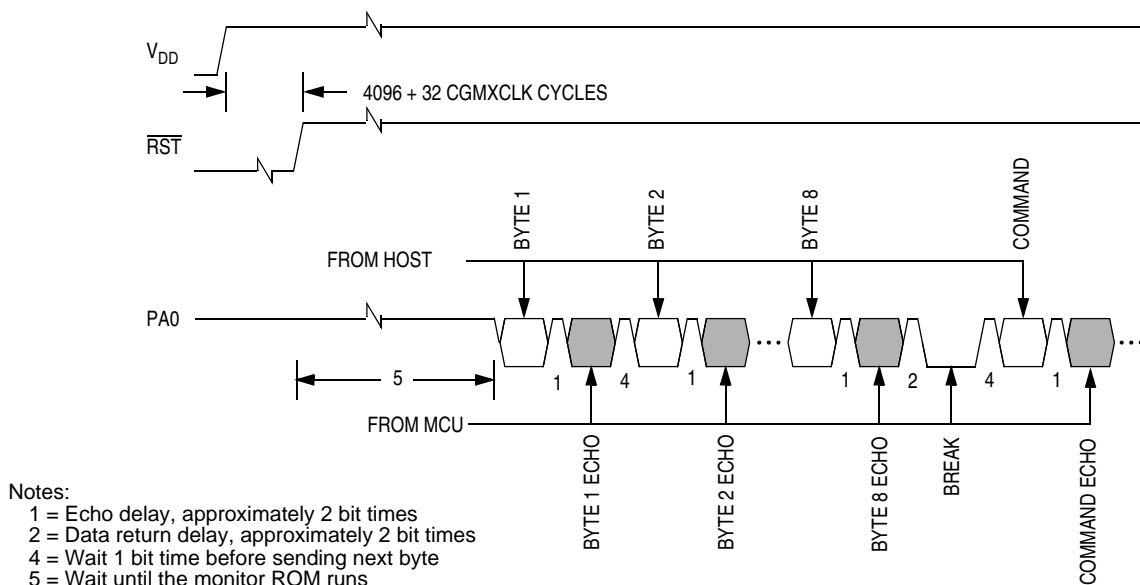 VDD
4096 + 32 CGMXCLK CYCLES
RST
BYTE 1
BYTE 2
BYTE 8
COMMAND
FROM HOST
PA0
5
1
4
1
1
2
4
1
FROM MCU
BYTE 1 ECHO
BYTE 2 ECHO
BYTE 8 ECHO
BREAK
COMMAND ECHO
Notes:
1 = Echo delay, approximately 2 bit times
2 = Data return delay, approximately 2 bit times
4 = Wait 1 bit time before sending next byte
5 = Wait until the monitor ROM runs